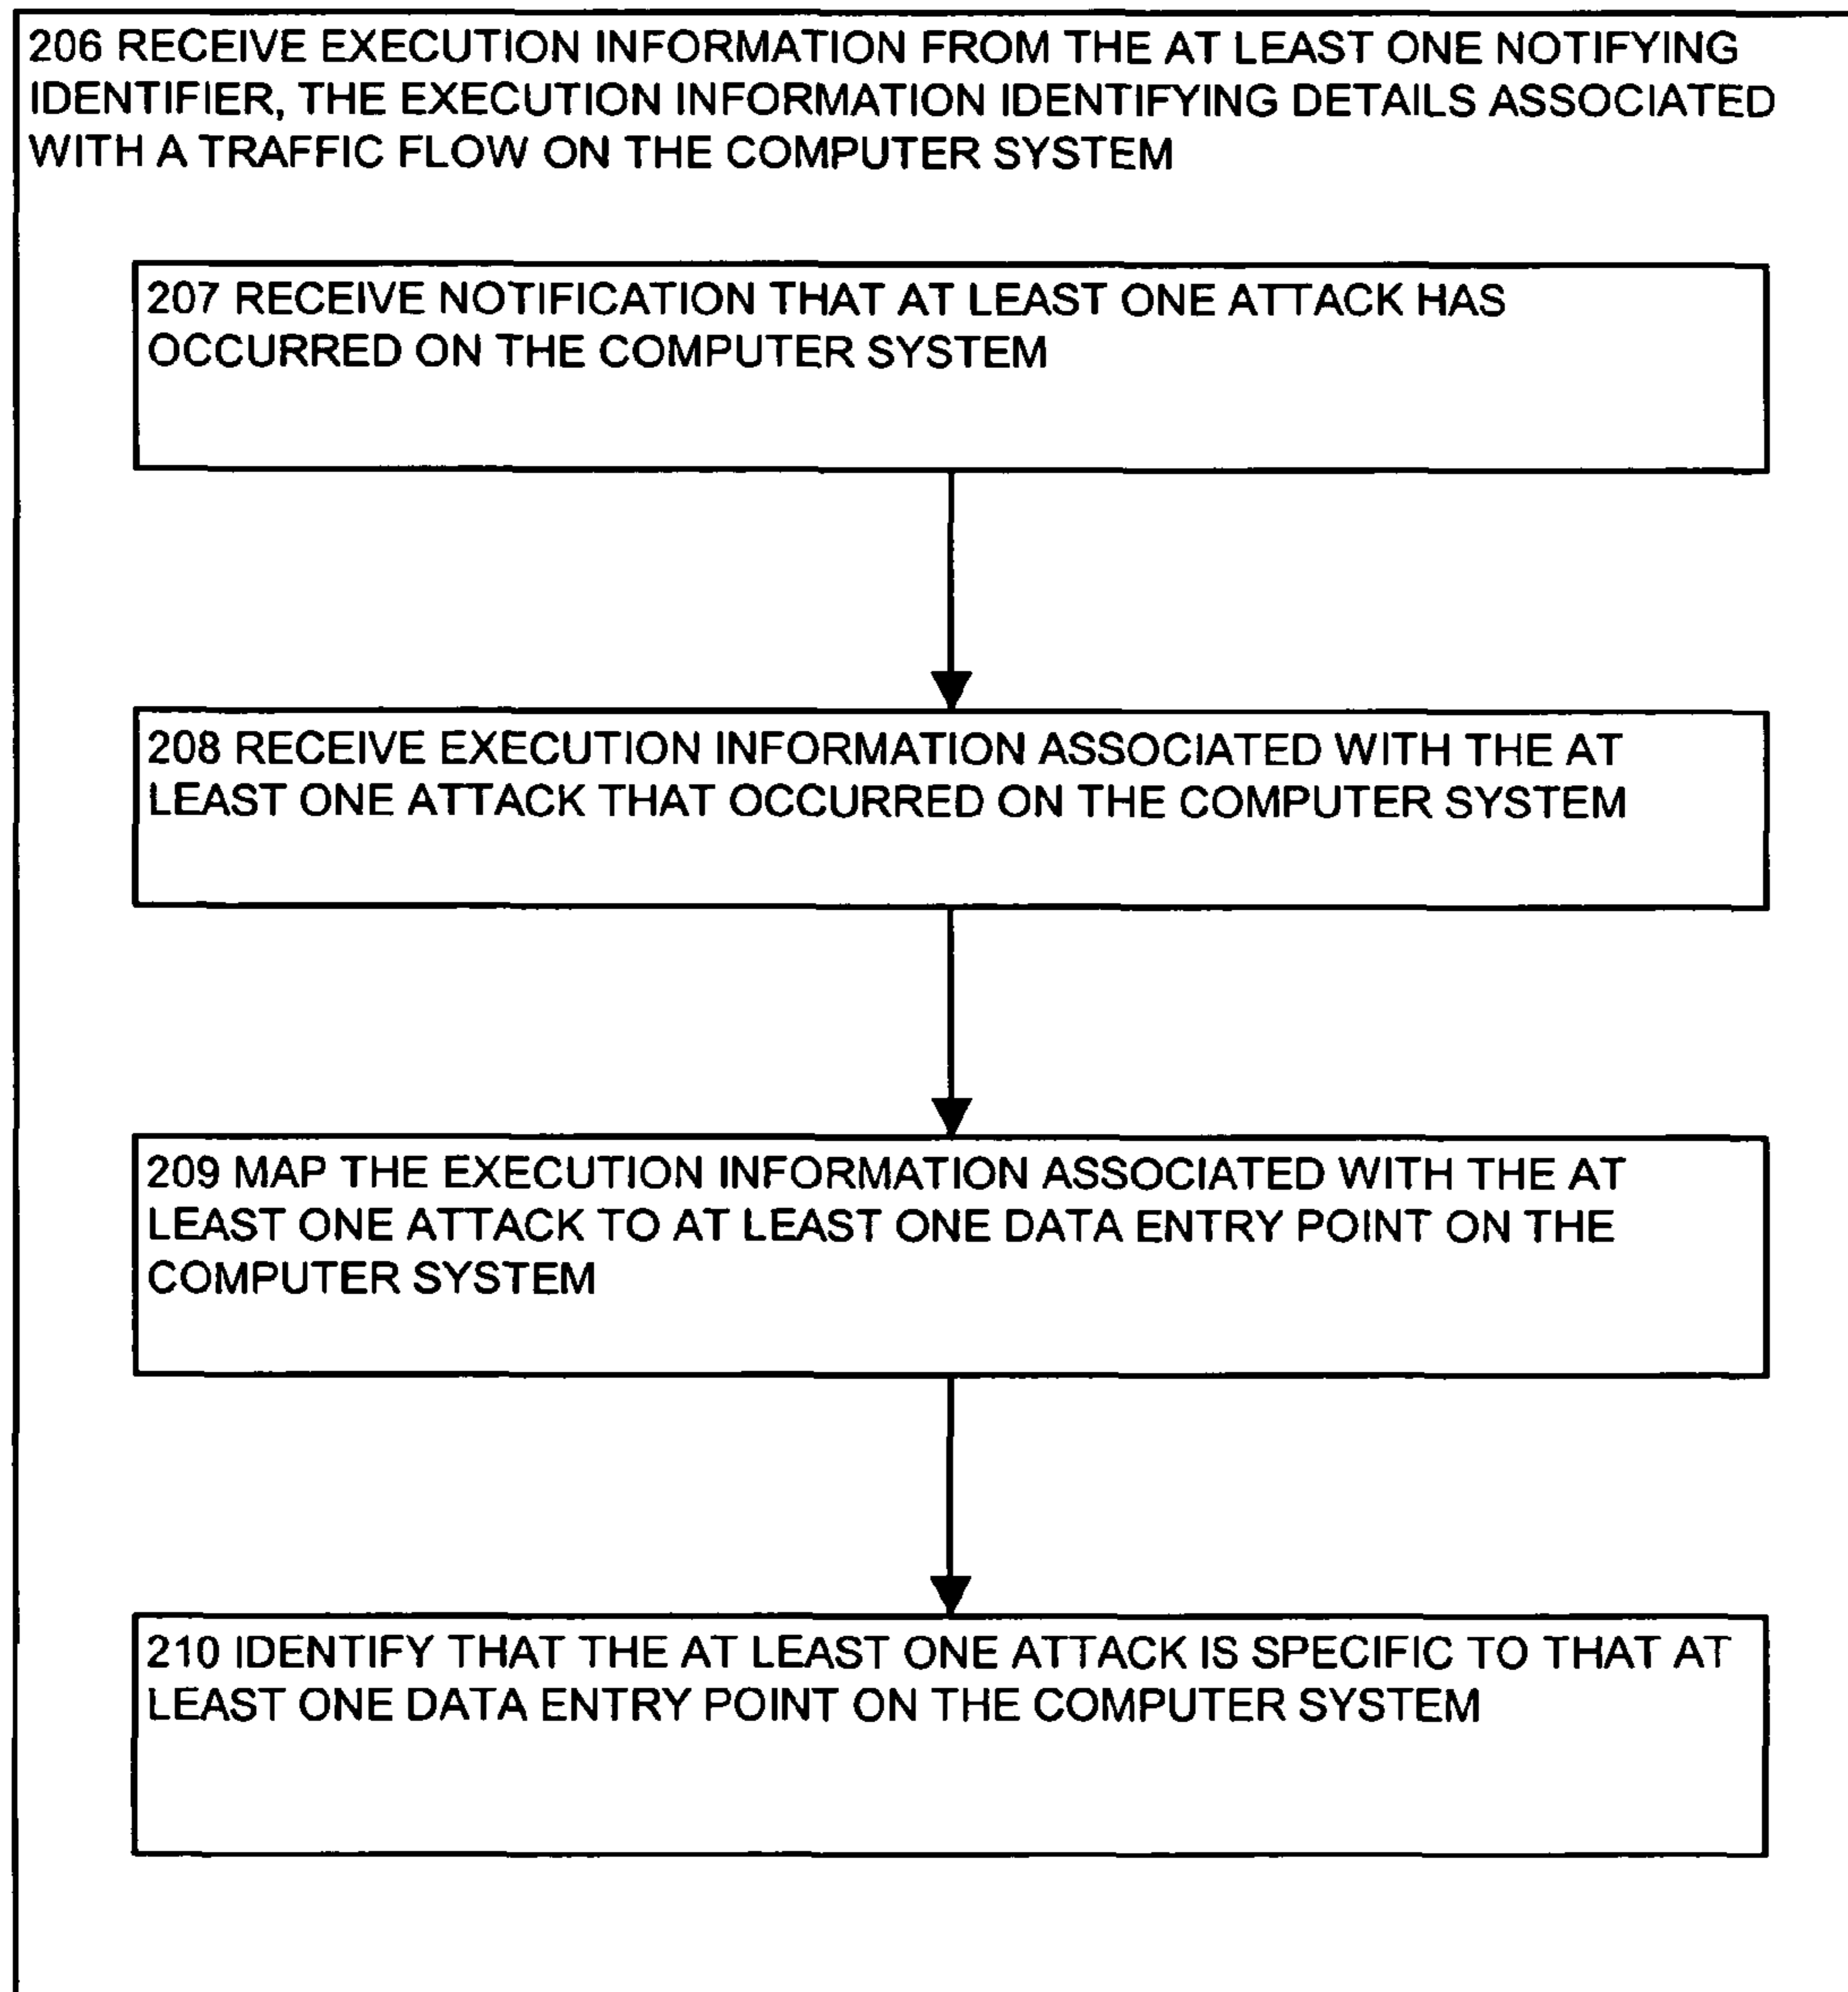 206 RECEIVE EXECUTION INFORMATION FROM THE AT LEAST ONE NOTIFYING
IDENTIFIER, THE EXECUTION INFORMATION IDENTIFYING DETAILS ASSOCIATED
WITH A TRAFFIC FLOW ON THE COMPUTER SYSTEM
207 RECEIVE NOTIFICATION THAT AT LEAST ONE ATTACK HAS
OCCURRED ON THE COMPUTER SYSTEM
208 RECEIVE EXECUTION INFORMATION ASSOCIATED WITH THE AT
LEAST ONE ATTACK THAT OCCURRED ON THE COMPUTER SYSTEM
209 MAP THE EXECUTION INFORMATION ASSOCIATED WITH THE AT
LEAST ONE ATTACK TO AT LEAST ONE DATA ENTRY POINT ON THE
COMPUTER SYSTEM
210 IDENTIFY THAT THE AT LEAST ONE ATTACK IS SPECIFIC TO THAT AT
LEAST ONE DATA ENTRY POINT ON THE COMPUTER SYSTEM